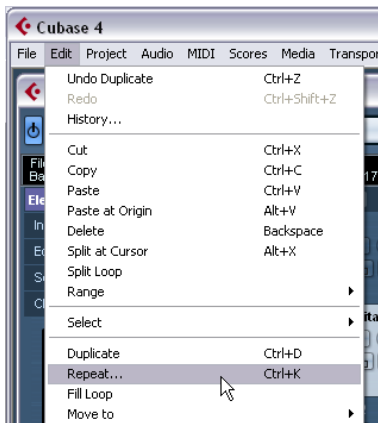 Cubase 4
File Edit Project Audio MIDI Scores Media Transpor
Undo Duplicate Ctrl+Z
Redo Ctrl+Shift+Z
History...
Cut Ctrl+X
Copy Ctrl+C
Paste Ctrl+V
Paste at Origin Alt+V
Delete Backspace
Split at Cursor Alt+X
Split Loop
Range
Select
Duplicate Ctrl+D
Repeat... Ctrl+K
Fill Loop
Move to